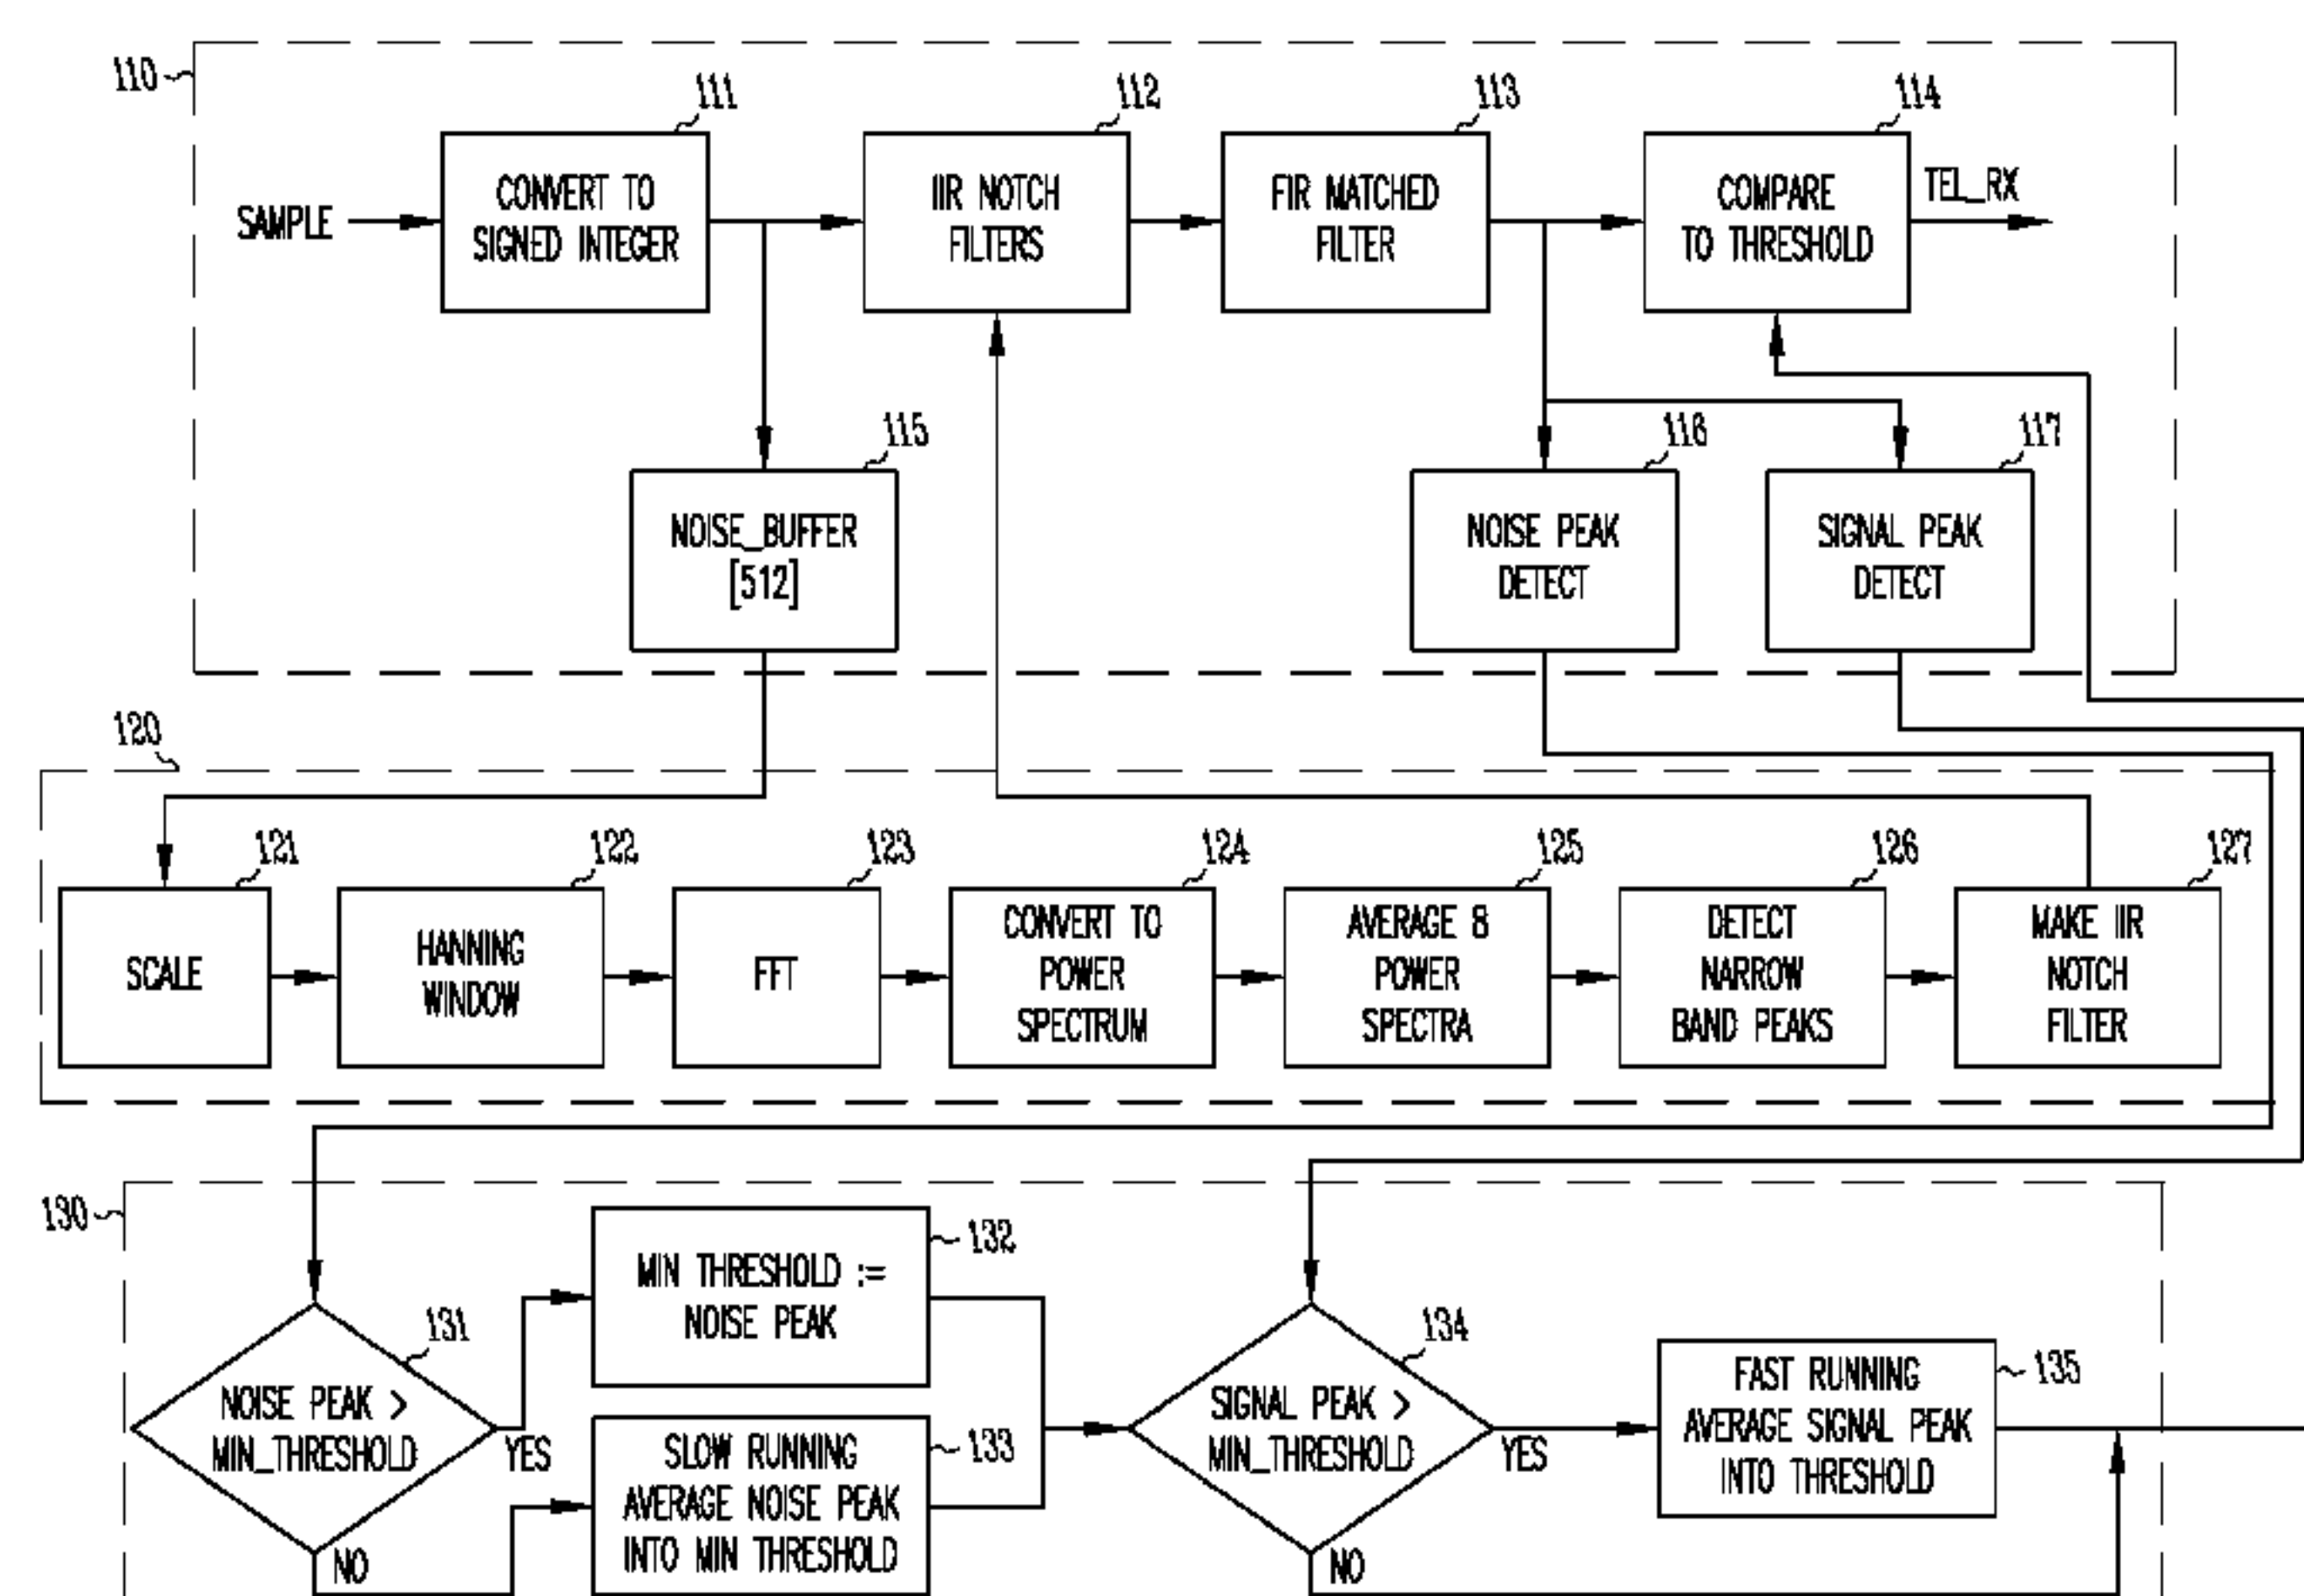 110
111
112
113
114
SAMPLE
CONVERT TO
SIGNED INTEGER
IIR NOTCH
FILTERS
FIR MATCHED
FILTER
COMPARE
TO THRESHOLD
TEL_RX
115
116
117
NOISE_BUFFER
[512]
NOISE PEAK
DETECT
SIGNAL PEAK
DETECT
120
121
122
123
124
125
126
127
SCALE
HANNING
WINDOW
FFT
CONVERT TO
POWER
SPECTRUM
AVERAGE 8
POWER
SPECTRA
DETECT
NARROW
BAND PEAKS
MAKE IIR
NOTCH
FILTER
130
131
NOISE PEAK >
MIN_THRESHOLD
YES
NO
132
MIN THRESHOLD :=
NOISE PEAK
133
SLOW RUNNING
AVERAGE NOISE PEAK
INTO MIN THRESHOLD
134
SIGNAL PEAK >
MIN_THRESHOLD
YES
NO
135
FAST RUNNING
AVERAGE SIGNAL PEAK
INTO THRESHOLD